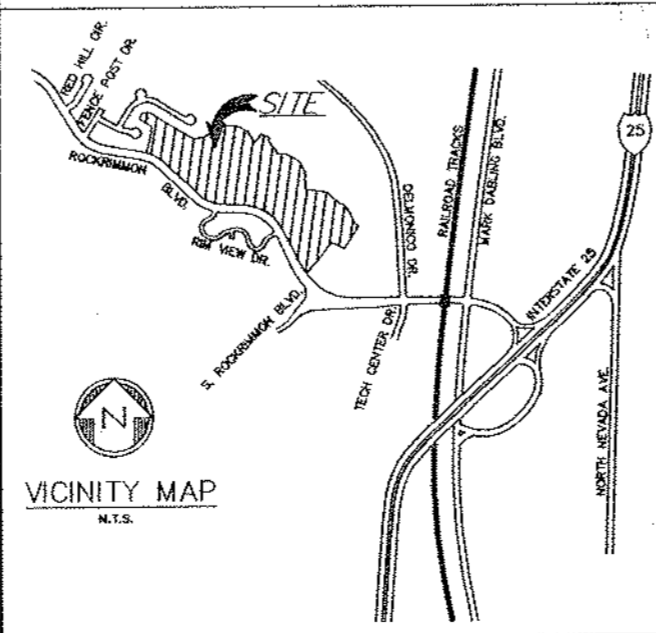 RED HILL CIR.
FENCE POST DR.
SITE
ROCKRIMMON
BLVD.
RIM VIEW DR.
S. ROCKRIMMON BLVD.
DELMONICO DR.
TECH CENTER DR.
RAILROAD TRACKS
MARK DABLING BLVD.
INTERSTATE 25
25
NORTH NEVADA AVE.
N
VICINITY MAP
N.T.S.